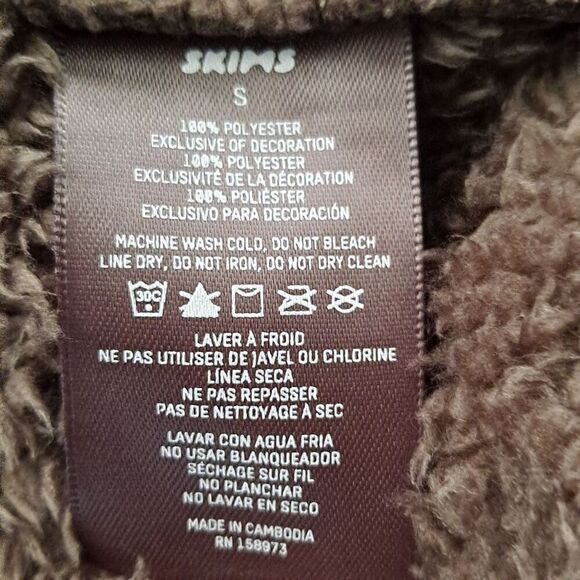 SKIMS
S
100% POLYESTER
EXCLUSIVE OF DECORATION
100% POLYESTER
EXCLUSIVITÉ DE LA DÉCORATION
100% POLIÉSTER
EXCLUSIVO PARA DECORACIÓN
MACHINE WASH COLD, DO NOT BLEACH
LINE DRY, DO NOT IRON, DO NOT DRY CLEAN
30C
LAVER À FROID
NE PAS UTILISER DE JAVEL OU CHLORINE
LÍNEA SECA
NE PAS REPASSER
PAS DE NETTOYAGE À SEC
LAVAR CON AGUA FRIA
NO USAR BLANQUEADOR
SÉCHAGE SUR FIL
NO PLANCHAR
NO LAVAR EN SECO
MADE IN CAMBODIA
RN 158973